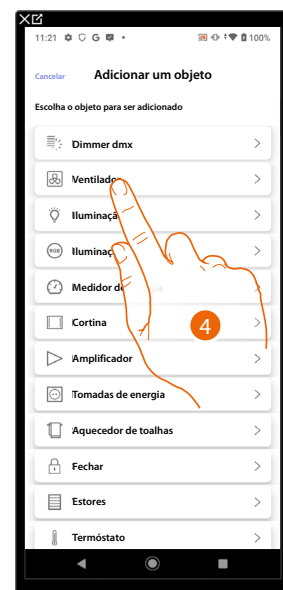 11:21 G 100%
Cancelar Adicionar um objeto
Escolha o objeto para ser adicionado
Dimmer dmx
Ventilador
RGB
Medidor
Cortina
4
Amplificador
Tomadas de energia
Aquecedor de toalhas
Fechar
Estores
Termóstato